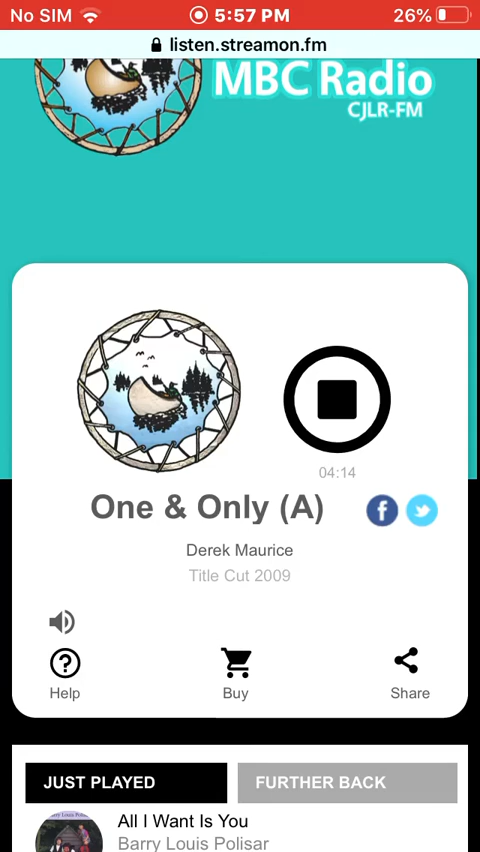 No SIM 5:57 PM 26%
listen.streamon.fm
MBC Radio
CJLR-FM
04:14
One & Only (A)
Derek Maurice
Title Cut 2009
Help Buy Share
JUST PLAYED FURTHER BACK
All I Want Is You
Barry Louis Polisar